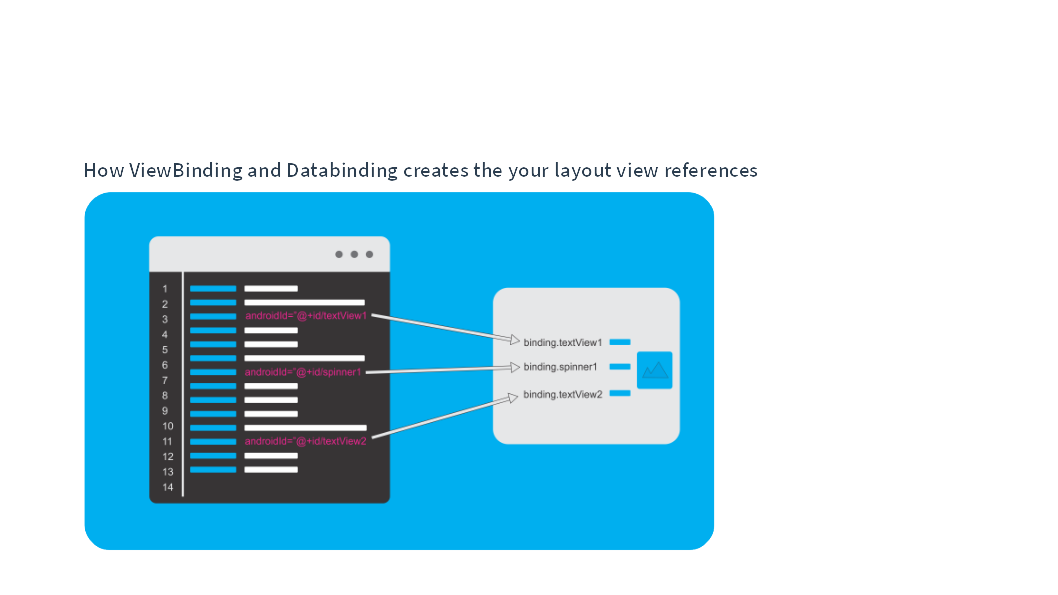 How ViewBinding and Databinding creates the your layout view references
1
2
3
androidId="@+id/textView1
4
5
6
7
androidId="@+id/spinner1
8
9
10
11
androidId="@+id/textView2
12
13
14
binding.textView1
binding.spinner1
binding.textView2